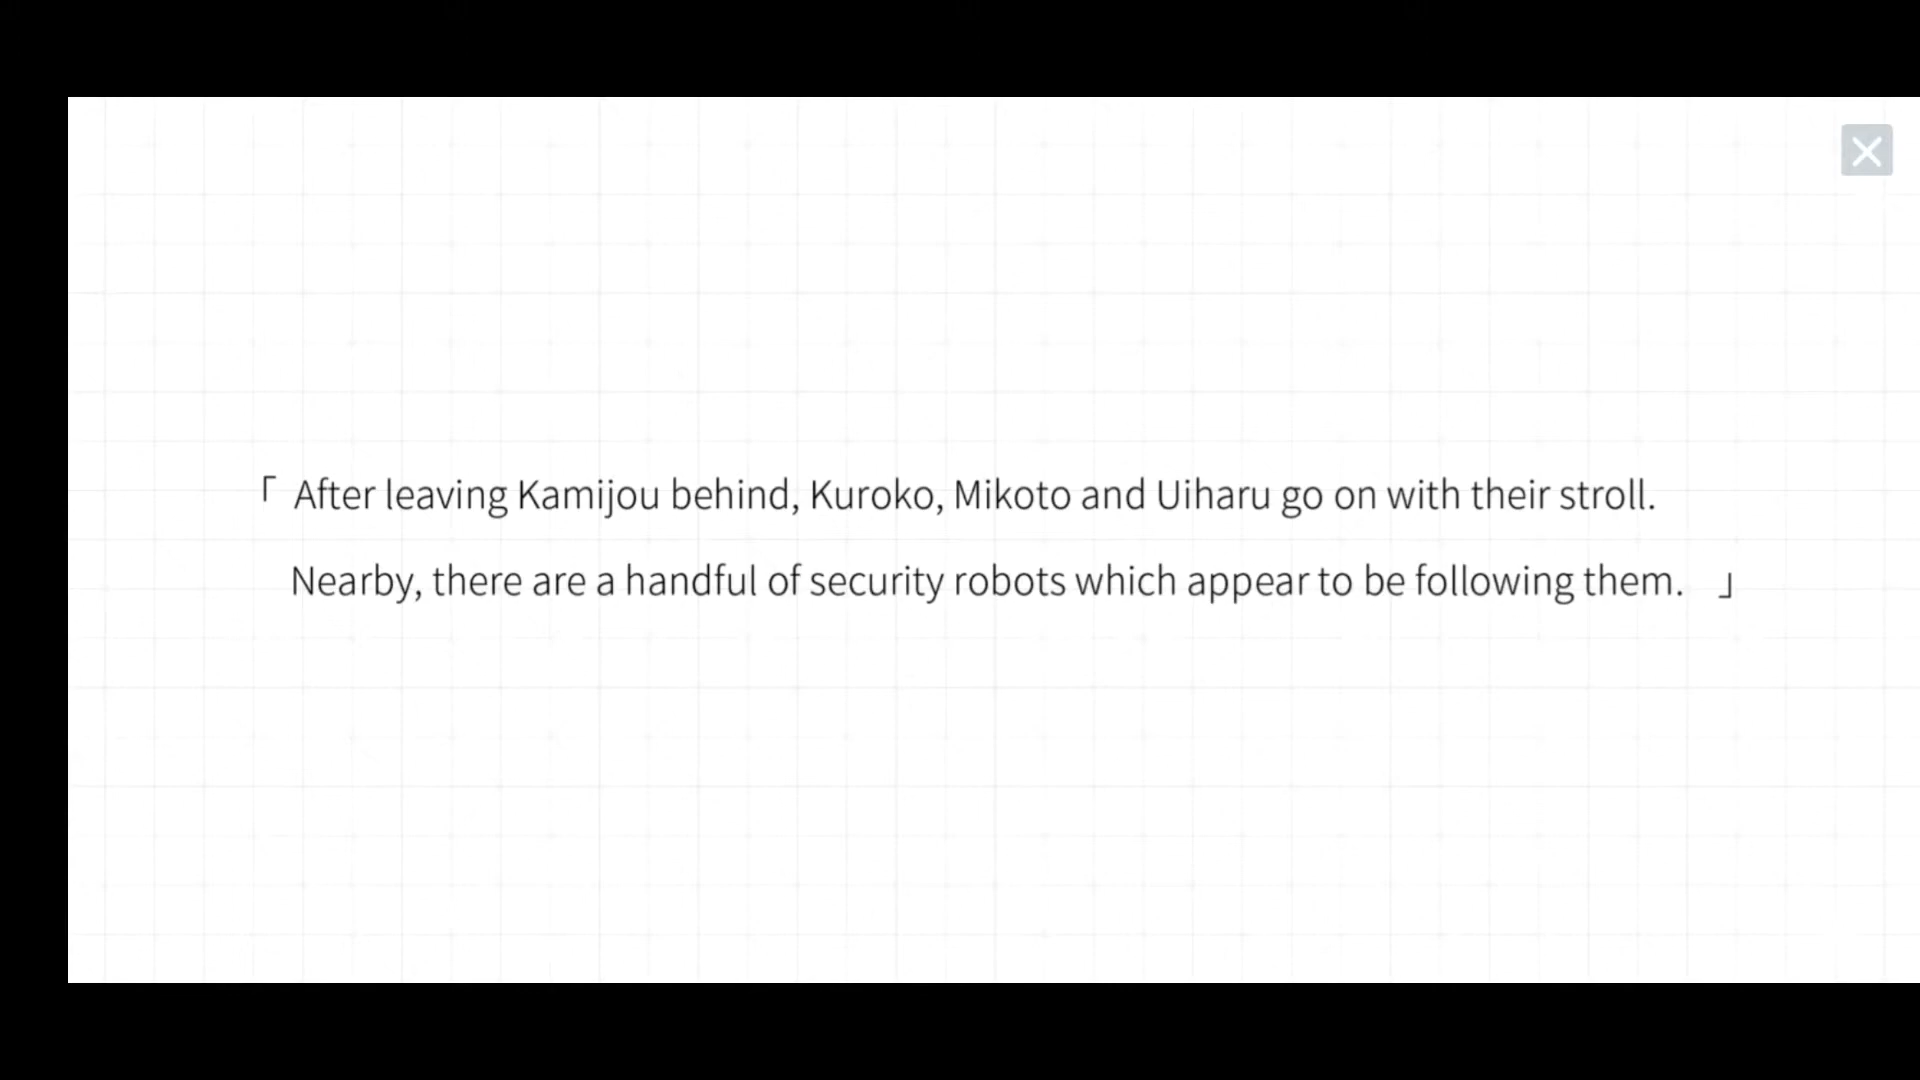 「 After leaving Kamijou behind, Kuroko, Mikoto and Uiharu go on with their stroll.
Nearby, there are a handful of security robots which appear to be following them. 」